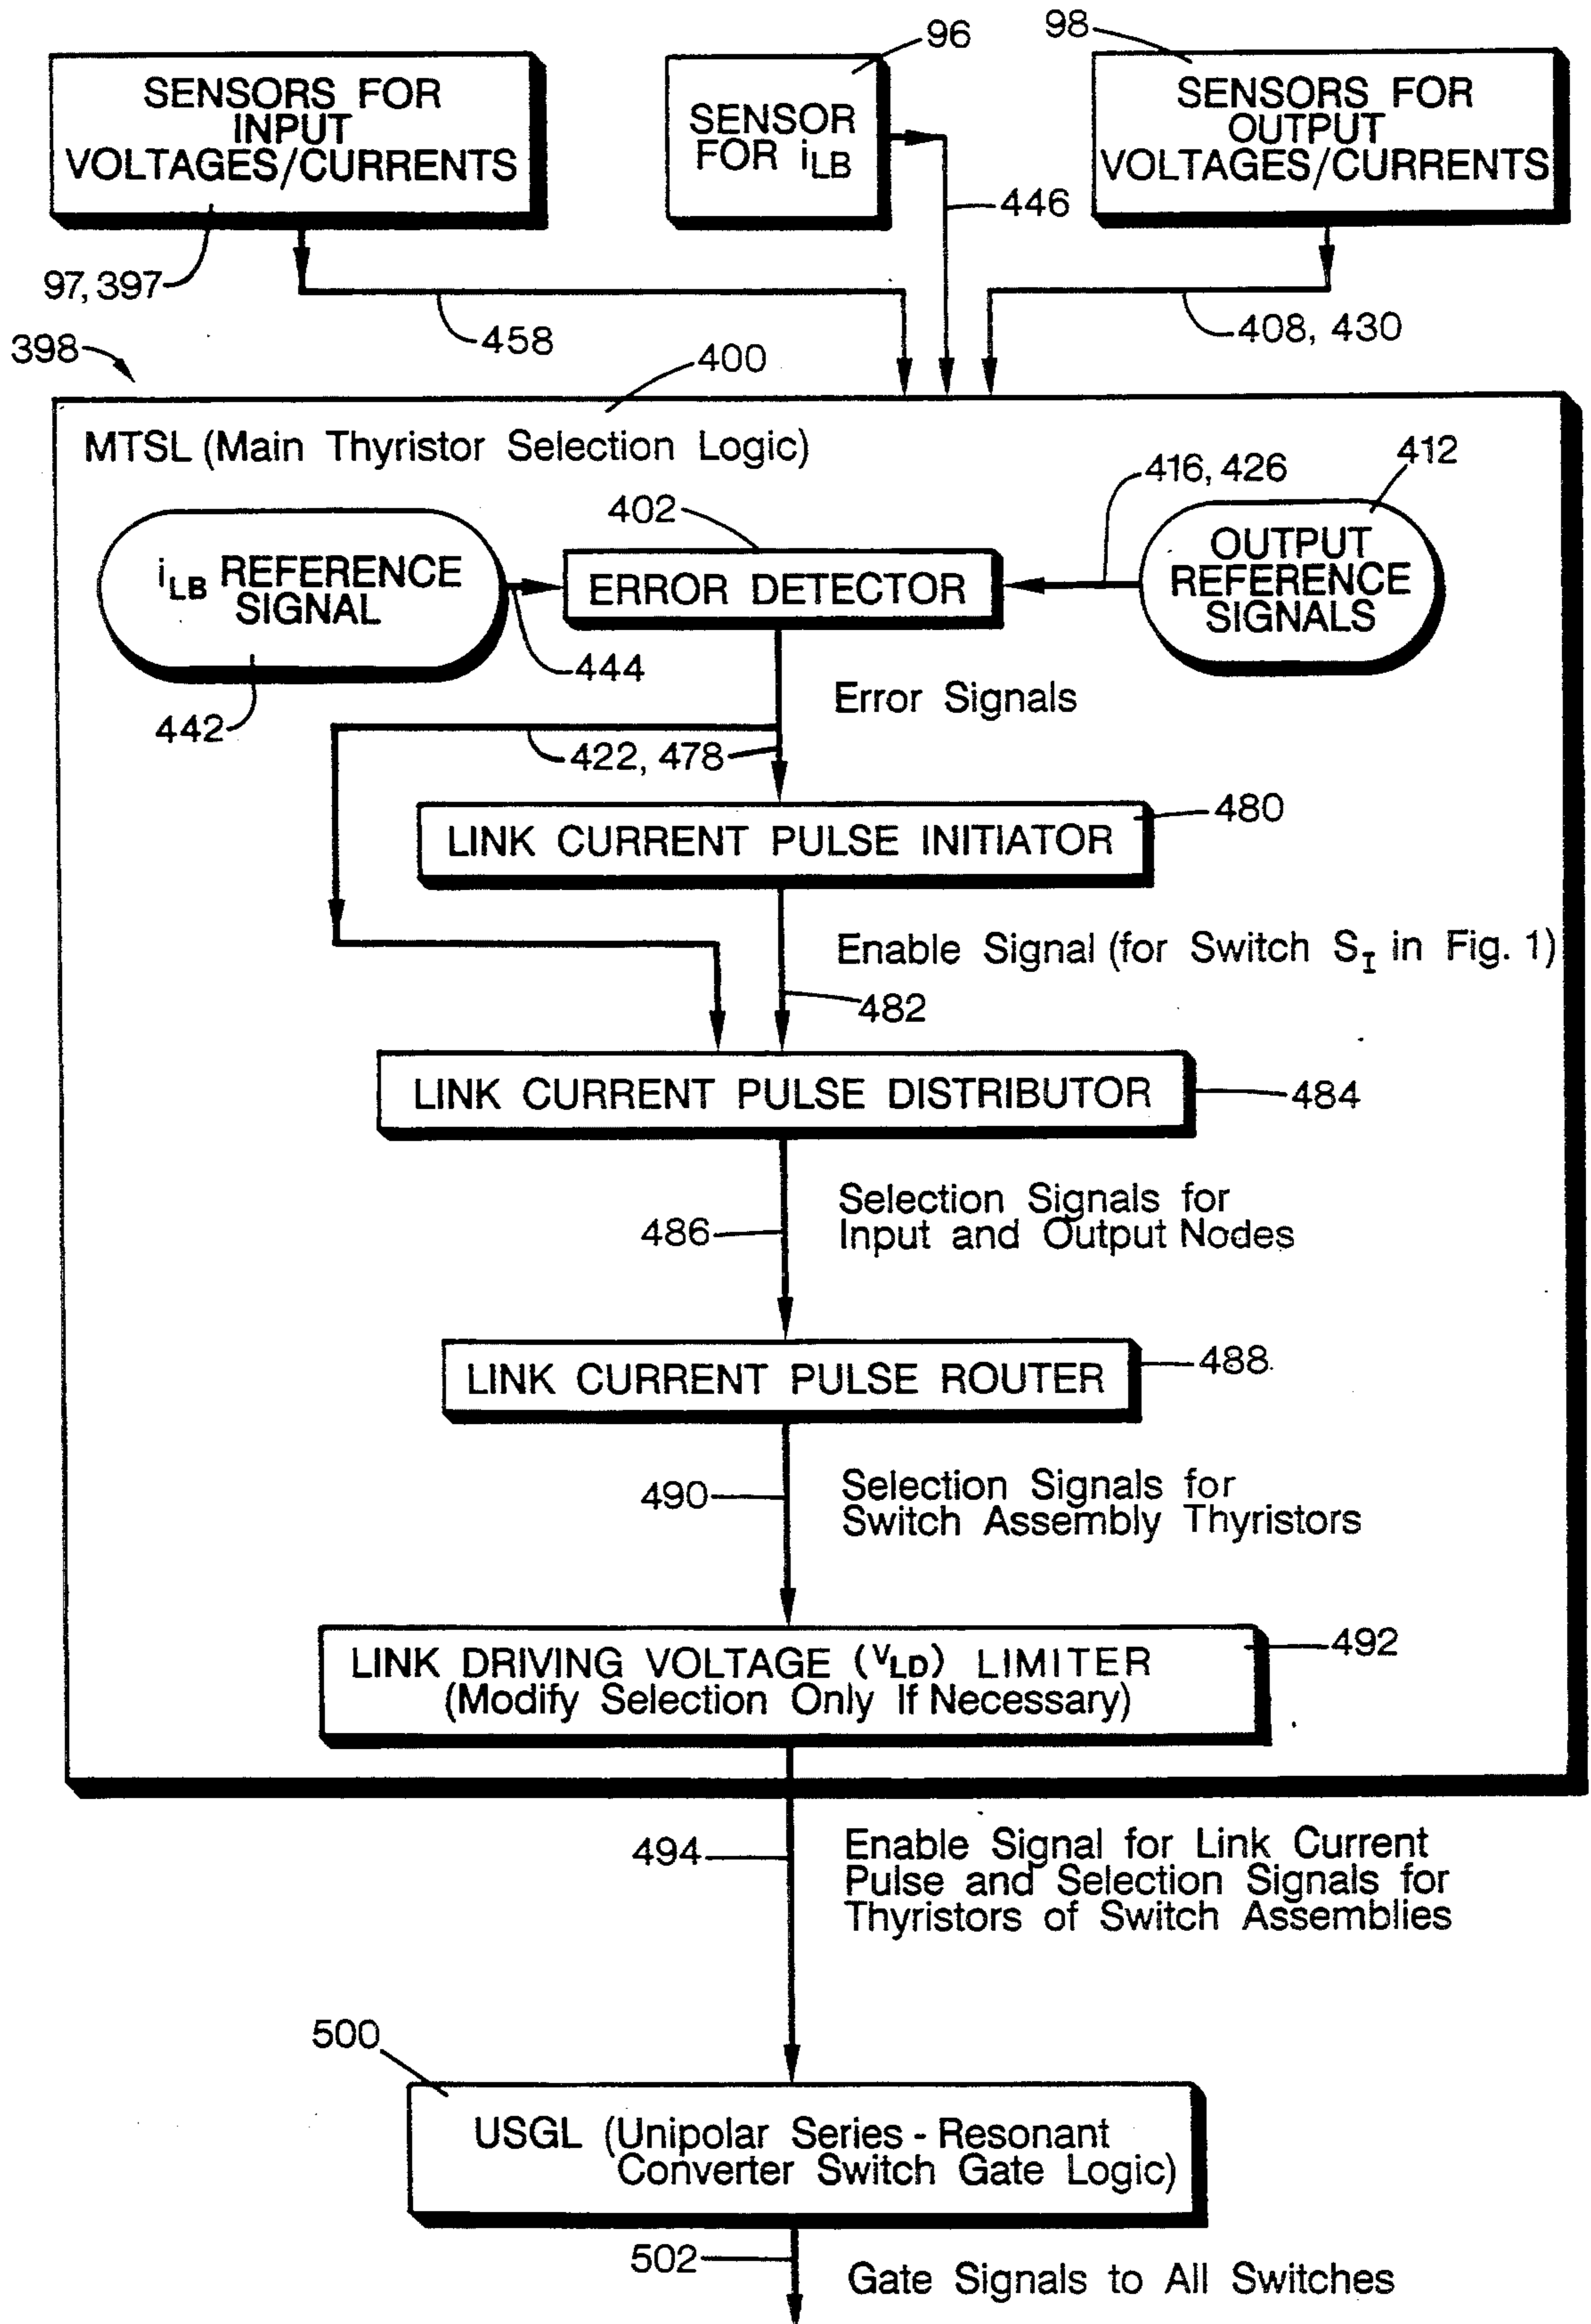 96
98
SENSORS FOR
INPUT
VOLTAGES/CURRENTS
SENSOR
FOR iLB
SENSORS FOR
OUTPUT
VOLTAGES/CURRENTS
446
97, 397
458
408, 430
398
400
MTSL (Main Thyristor Selection Logic)
416, 426
412
402
iLB REFERENCE
SIGNAL
ERROR DETECTOR
OUTPUT
REFERENCE
SIGNALS
444
442
Error Signals
422, 478
480
LINK CURRENT PULSE INITIATOR
Enable Signal (for Switch SI in Fig. 1)
482
LINK CURRENT PULSE DISTRIBUTOR
484
Selection Signals for
Input and Output Nodes
486
LINK CURRENT PULSE ROUTER
488
490
Selection Signals for
Switch Assembly Thyristors
LINK DRIVING VOLTAGE (VLD) LIMITER
(Modify Selection Only If Necessary)
492
494
Enable Signal for Link Current
Pulse and Selection Signals for
Thyristors of Switch Assemblies
500
USGL (Unipolar Series - Resonant
Converter Switch Gate Logic)
502
Gate Signals to All Switches